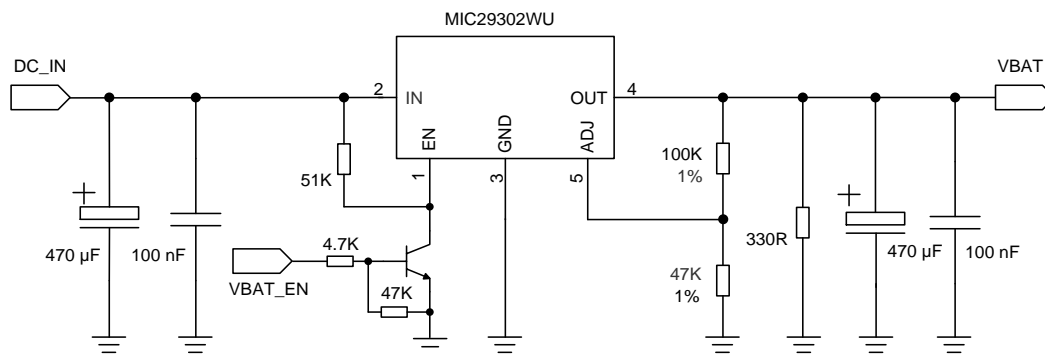 MIC29302WU
DC_IN
VBAT
2
IN
OUT
4
EN
GND
ADJ
1
3
5
51K
100K
1%
470 µF
100 nF
VBAT_EN
4.7K
47K
47K
1%
330R
470 µF
100 nF